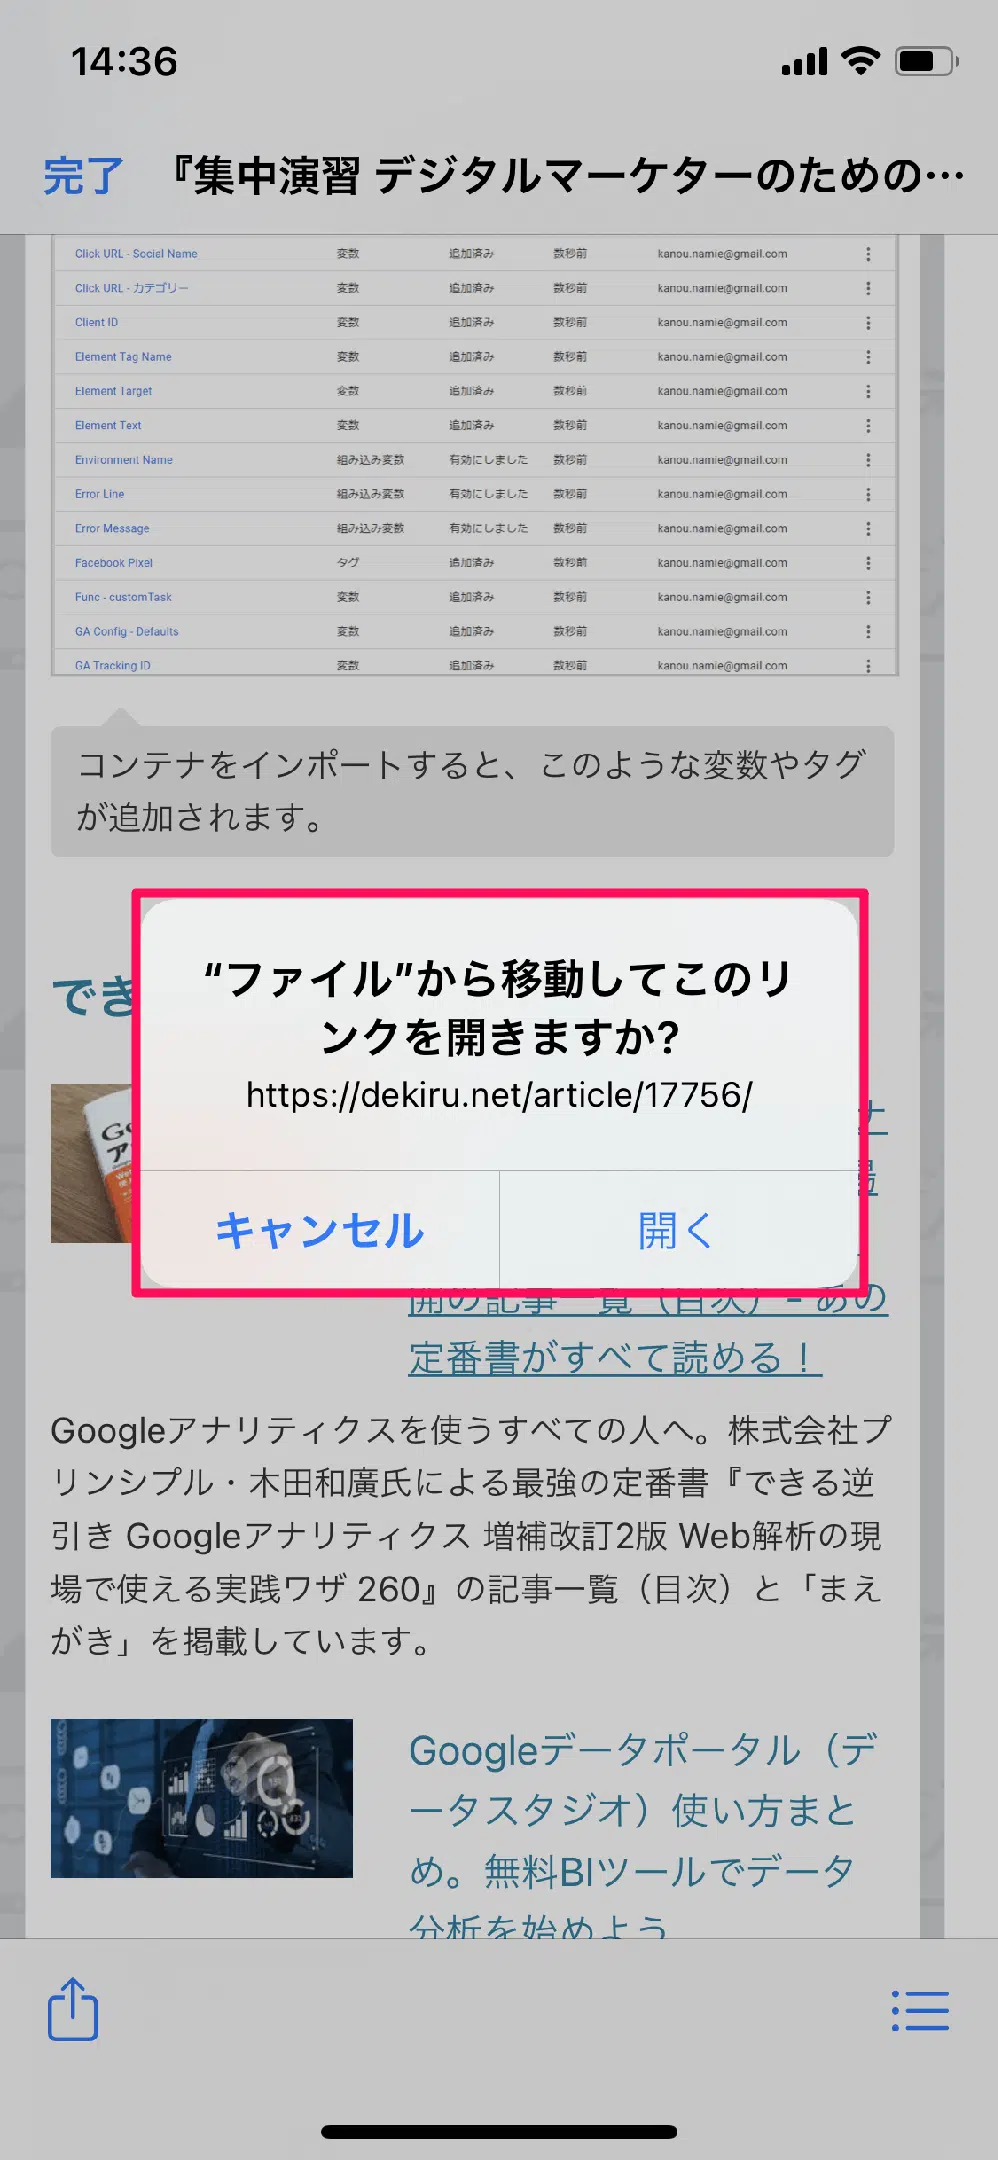 14:36
完了 『集中演習 デジタルマーケターのための…
Click URL - Social Name 変数 追加済み 数秒前 kanou.namie@gmail.com
Click URL - カテゴリー 変数 追加済み 数秒前 kanou.namie@gmail.com
Client ID 変数 追加済み 数秒前 kanou.namie@gmail.com
Element Tag Name 変数 追加済み 数秒前 kanou.namie@gmail.com
Element Target 変数 追加済み 数秒前 kanou.namie@gmail.com
Element Text 変数 追加済み 数秒前 kanou.namie@gmail.com
Environment Name 組み込み変数 有効にしました 数秒前 kanou.namie@gmail.com
Error Line 組み込み変数 有効にしました 数秒前 kanou.namie@gmail.com
Error Message 組み込み変数 有効にしました 数秒前 kanou.namie@gmail.com
Facebook Pixel タグ 追加済み 数秒前 kanou.namie@gmail.com
Func - customTask 変数 追加済み 数秒前 kanou.namie@gmail.com
GA Config - Defaults 変数 追加済み 数秒前 kanou.namie@gmail.com
GA Tracking ID 変数 追加済み 数秒前 kanou.namie@gmail.com
コンテナをインポートすると、このような変数やタグ
が追加されます。
でき
“ファイル”から移動してこのリ
ンクを開きますか?
https://dekiru.net/article/17756/
キャンセル 開く
ナ
開の記事一覧（目次）– あの
定番書がすべて読める！
Googleアナリティクスを使うすべての人へ。株式会社プ
リンシプル・木田和廣氏による最強の定番書『できる逆
引き Googleアナリティクス 増補改訂2版 Web解析の現
場で使える実践ワザ 260』の記事一覧（目次）と「まえ
がき」を掲載しています。
Googleデータポータル（デ
ータスタジオ）使い方まと
め。無料BIツールでデータ
分析を始めよう